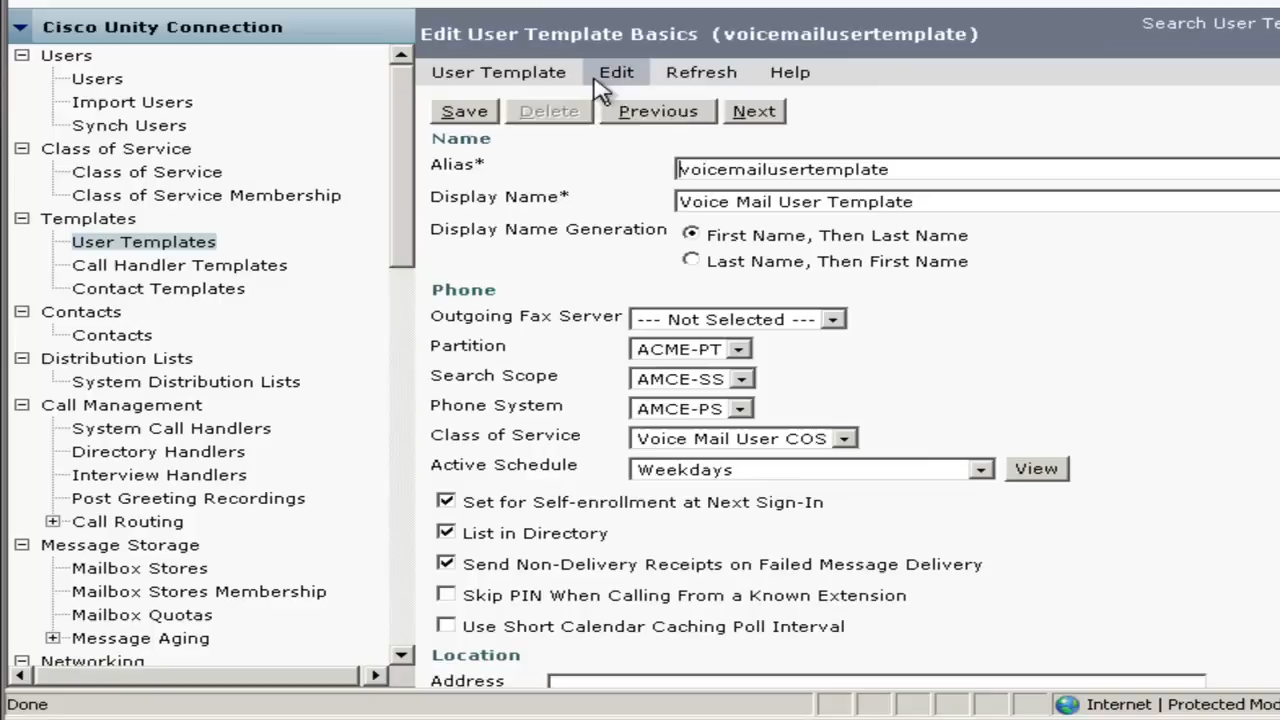 Cisco Unity Connection
Users
Users
Import Users
Synch Users
Class of Service
Class of Service
Class of Service Membership
Templates
User Templates
Call Handler Templates
Contact Templates
Contacts
Contacts
Distribution Lists
System Distribution Lists
Call Management
System Call Handlers
Directory Handlers
Interview Handlers
Post Greeting Recordings
Call Routing
Message Storage
Mailbox Stores
Mailbox Stores Membership
Mailbox Quotas
Message Aging
Networking
Search User Te
Edit User Template Basics (voicemailusertemplate)
User Template Edit Refresh Help
Save Delete Previous Next
Name
Alias* voicemailusertemplate
Display Name* Voice Mail User Template
Display Name Generation First Name, Then Last Name
Last Name, Then First Name
Phone
Outgoing Fax Server --- Not Selected ---
Partition ACME-PT
Search Scope AMCE-SS
Phone System AMCE-PS
Class of Service Voice Mail User COS
Active Schedule Weekdays View
Set for Self-enrollment at Next Sign-In
List in Directory
Send Non-Delivery Receipts on Failed Message Delivery
Skip PIN When Calling From a Known Extension
Use Short Calendar Caching Poll Interval
Location
Address
Done Internet | Protected Mod